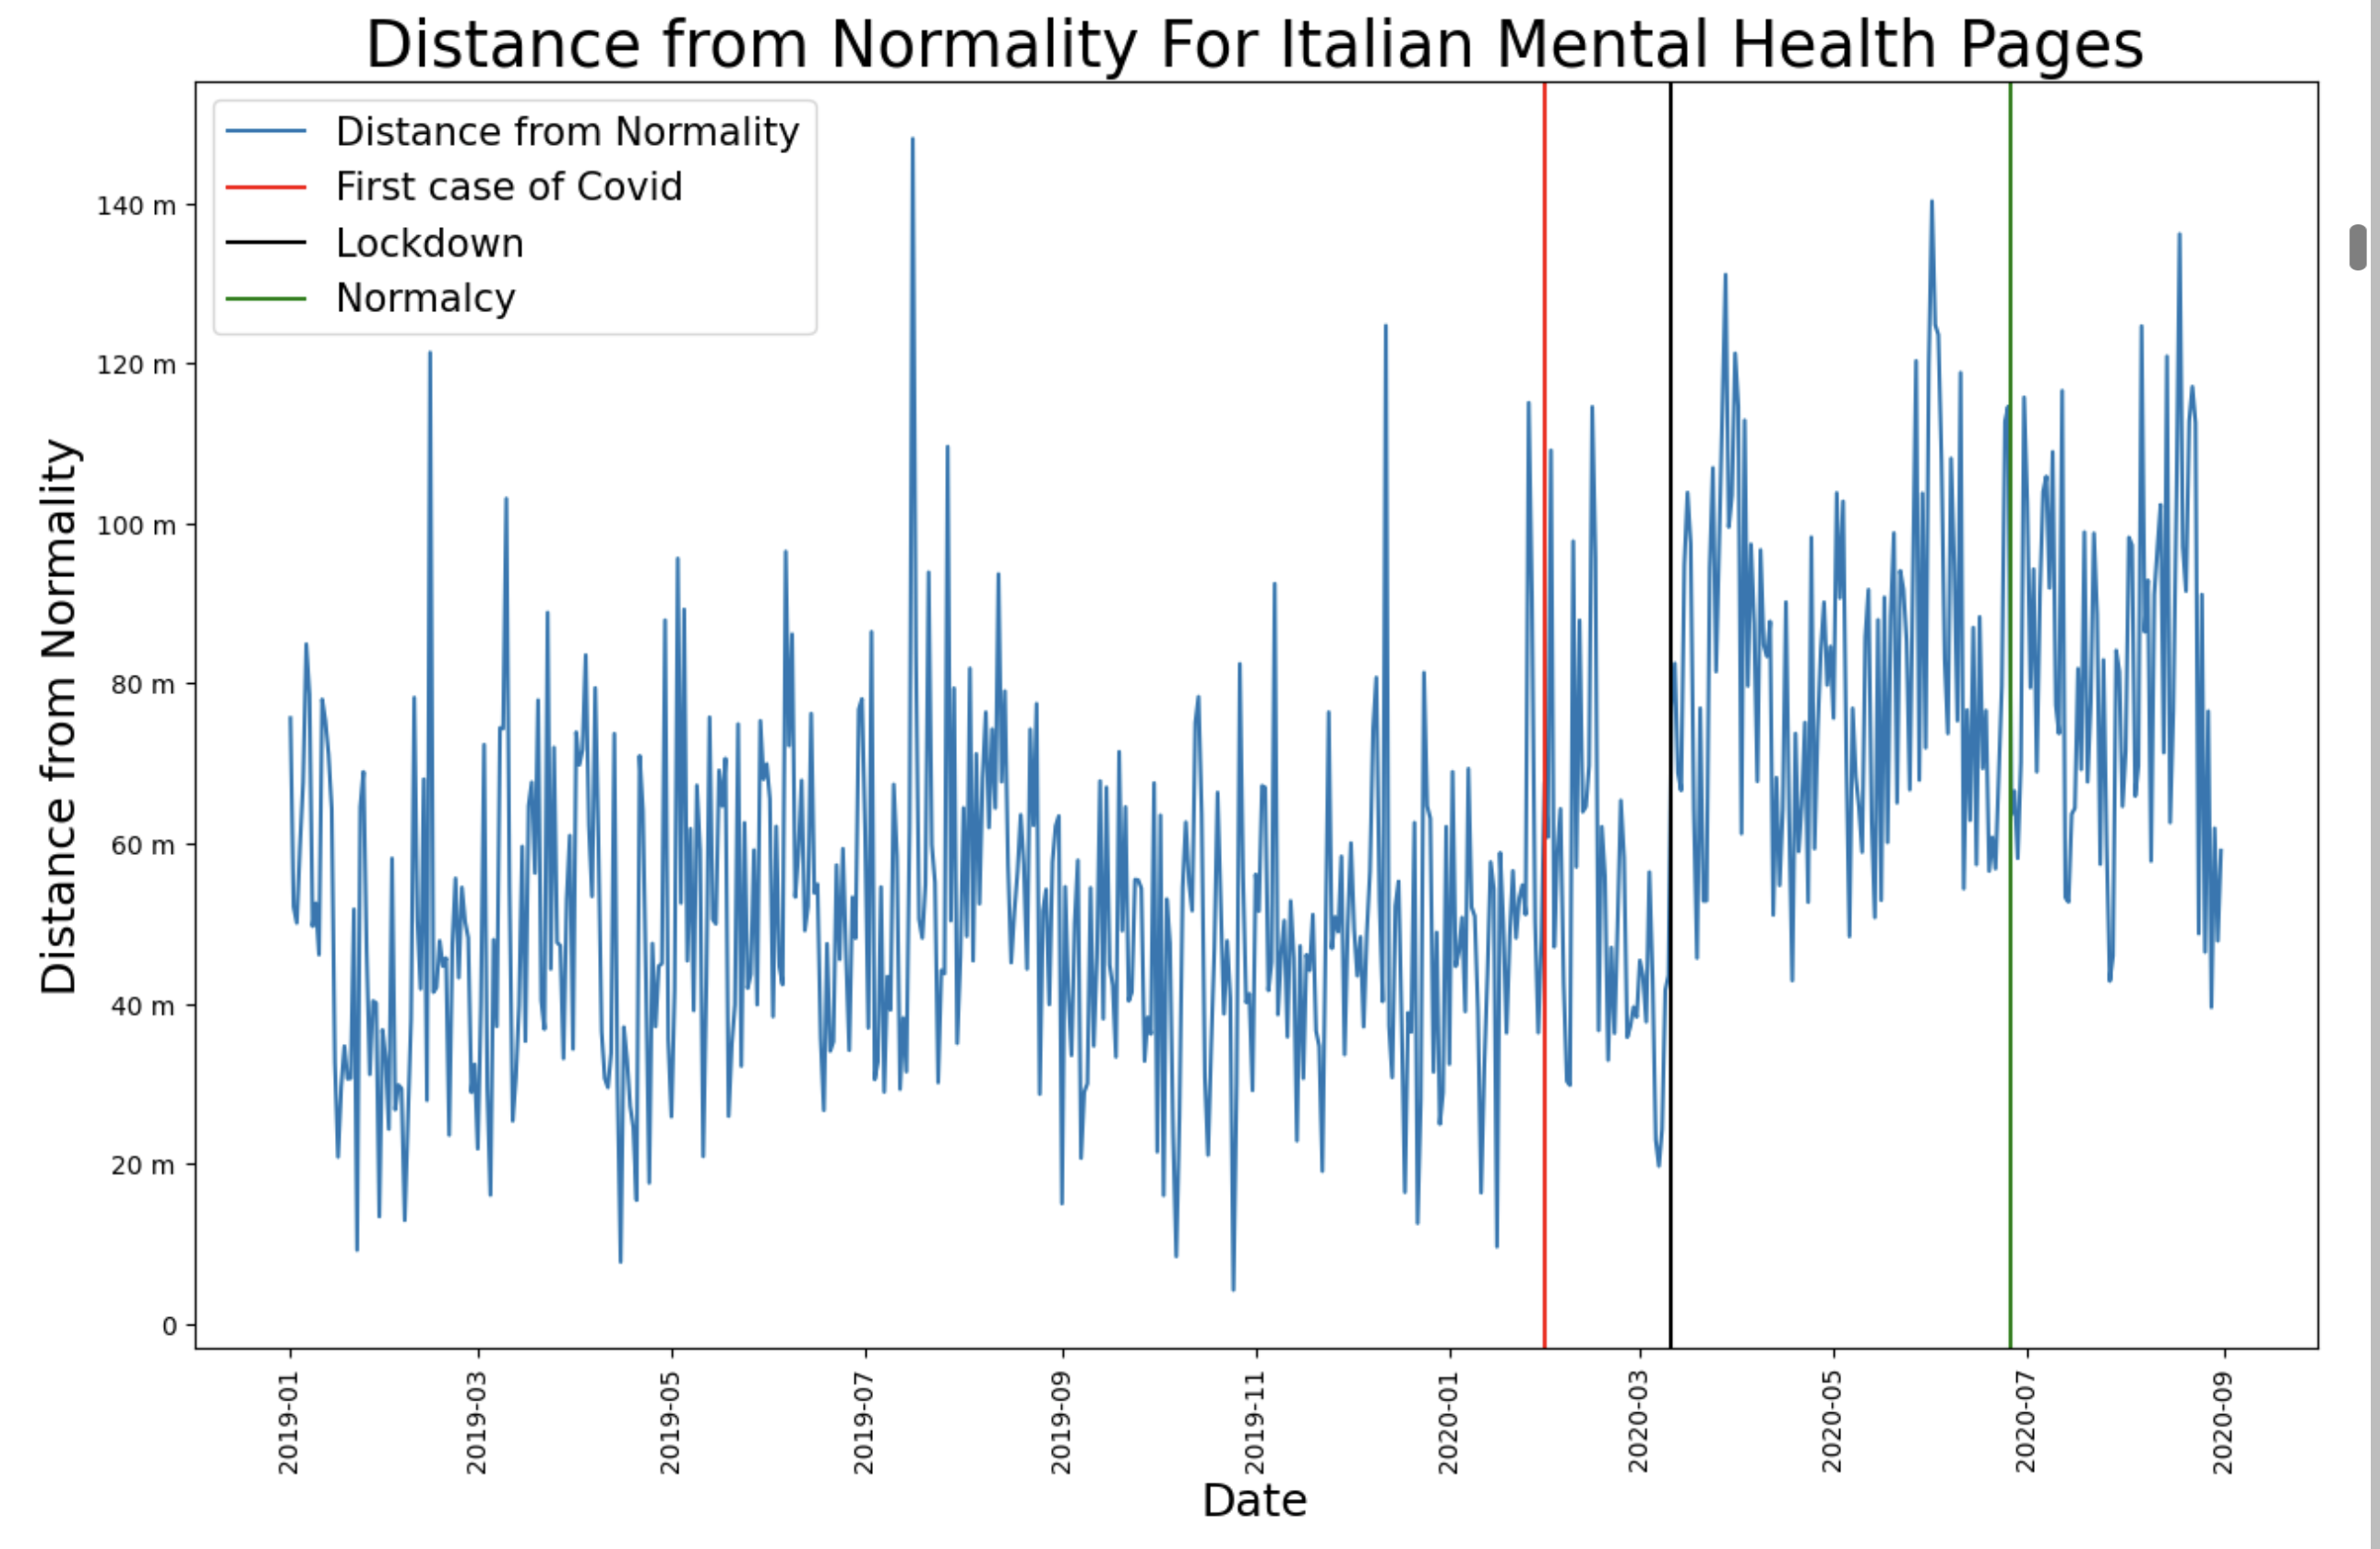 Distance from Normality For Italian Mental Health Pages
Distance from Normality
First case of Covid
Lockdown
Normalcy
Distance from Normality
140 m
120 m
100 m
80 m
60 m
40 m
20 m
0
2019-01
2019-03
2019-05
2019-07
2019-09
2019-11
2020-01
2020-03
2020-05
2020-07
2020-09
Date